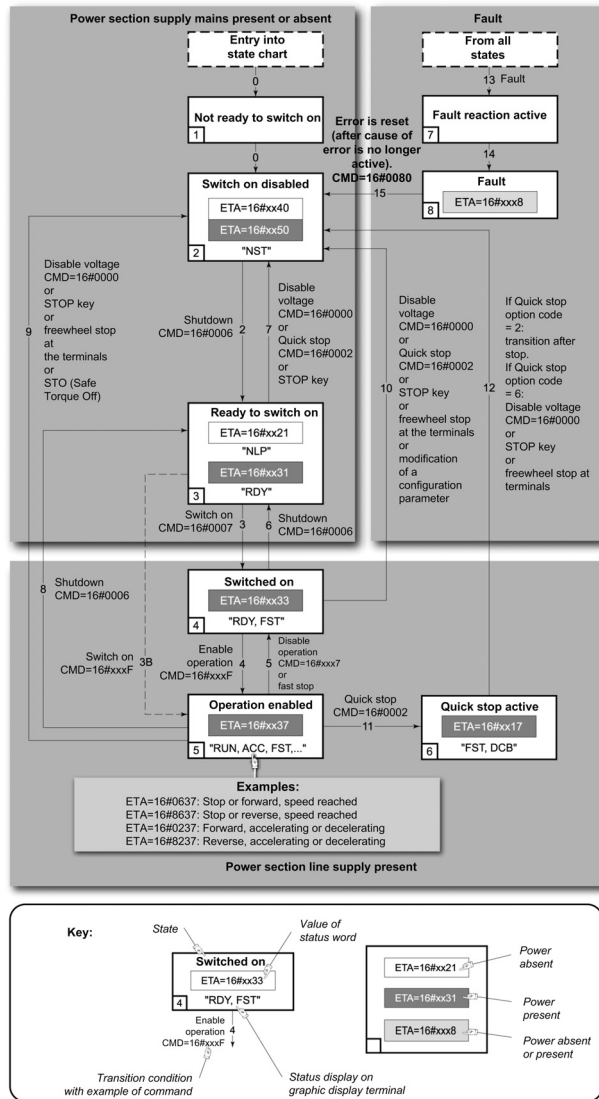 Power section supply mains present or absent
Entry into
state chart
0
Not ready to switch on
1
0
Switch on disabled
ETA=16#xx40
ETA=16#xx50
2
"NST"
9
Disable voltage
CMD=16#0000
or
STOP key
or
freewheel stop
at
the terminals
or
STO (Safe
Torque Off)
Shutdown
CMD=16#0006
2
7
Disable
voltage
CMD=16#0000
or
Quick stop
CMD=16#0002
or
STOP key
Ready to switch on
ETA=16#xx21
"NLP"
ETA=16#xx31
3
"RDY"
Switch on
CMD=16#0007
3
6
Shutdown
CMD=16#0006
Fault
From all
states
13
Fault
Fault reaction active
7
14
Error is reset
(after cause of
error is no longer
active).
CMD=16#0080
15
Fault
ETA=16#xxx8
8
Disable
voltage
CMD=16#0000
or
Quick stop
CMD=16#0002
or
STOP key
or
freewheel stop
at the terminals
or
modification
of a
configuration
parameter
10
12
If Quick stop
option code
= 2:
transition after
stop.
If Quick stop
option code
= 6:
Disable voltage
CMD=16#0000
or
STOP key
or
freewheel stop at
terminals
8
Shutdown
CMD=16#0006
Switched on
ETA=16#xx33
4
"RDY, FST"
Switch on
CMD=16#xxxF
3B
Enable
operation
CMD=16#xxxF
4
5
Disable
operation
CMD=16#xxx7
or
fast stop
Operation enabled
ETA=16#xx37
5
"RUN, ACC, FST,..."
Quick stop
CMD=16#0002
11
Quick stop active
ETA=16#xx17
6
"FST, DCB"
Examples:
ETA=16#0637: Stop or forward, speed reached
ETA=16#8637: Stop or reverse, speed reached
ETA=16#0237: Forward, accelerating or decelerating
ETA=16#8237: Reverse, accelerating or decelerating
Power section line supply present
Key:
State
Value of
status word
Switched on
ETA=16#xx33
4
"RDY, FST"
Enable
operation
CMD=16#xxxF
4
Transition condition
with example of command
Status display on
graphic display terminal
ETA=16#xx21
ETA=16#xx31
ETA=16#xxx8
Power
absent
Power
present
Power absent
or present